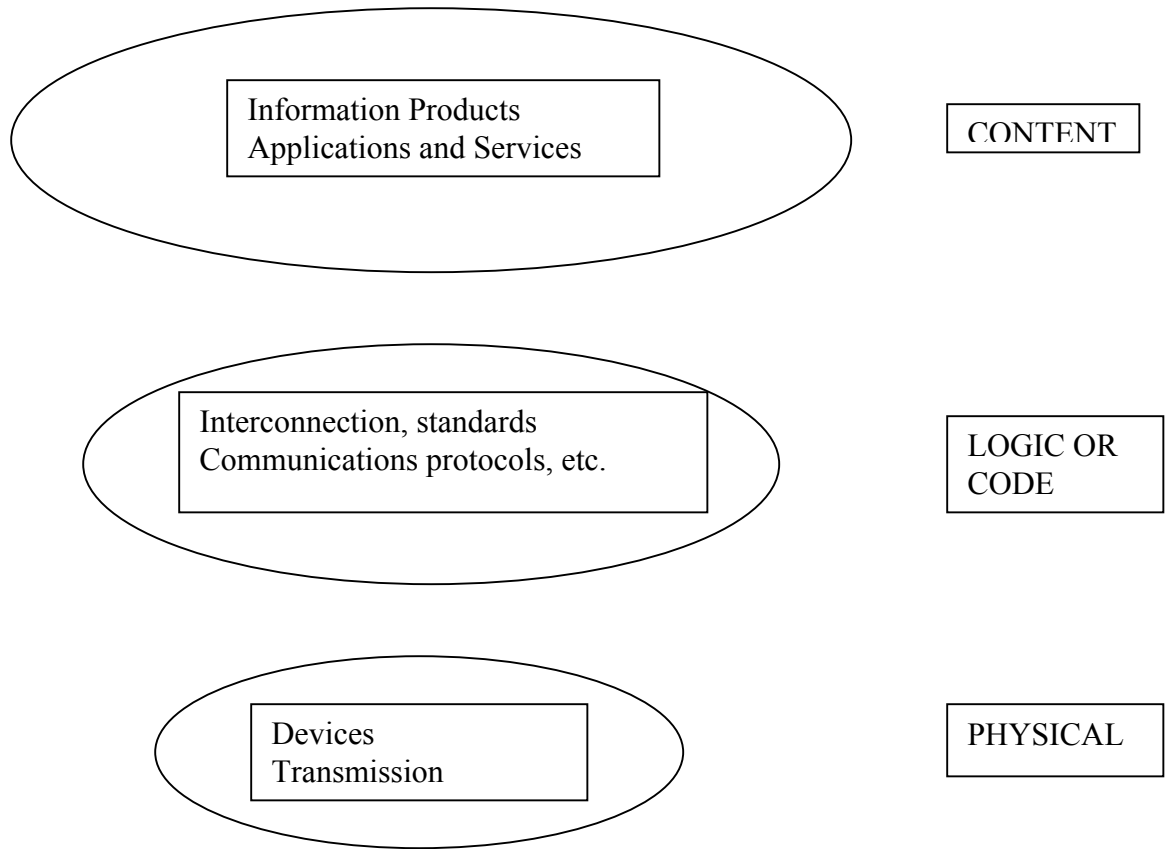 Information Products
Applications and Services
CONTENT
Interconnection, standards
Communications protocols, etc.
LOGIC OR
CODE
Devices
Transmission
PHYSICAL